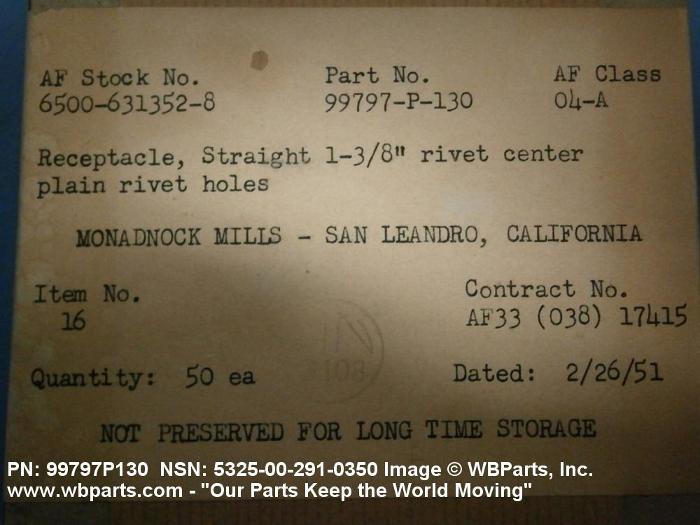 AF Stock No. Part No. AF Class
6500-631352-8 99797-P-130 04-A
Receptacle, Straight 1-3/8" rivet center
plain rivet holes
MONADNOCK MILLS - SAN LEANDRO, CALIFORNIA
Item No. Contract No.
16 AF33 (038) 17415
Quantity: 50 ea Dated: 2/26/51
NOT PRESERVED FOR LONG TIME STORAGE
PN: 99797P130 NSN: 5325-00-291-0350 Image © WBParts, Inc.
www.wbparts.com - "Our Parts Keep the World Moving"